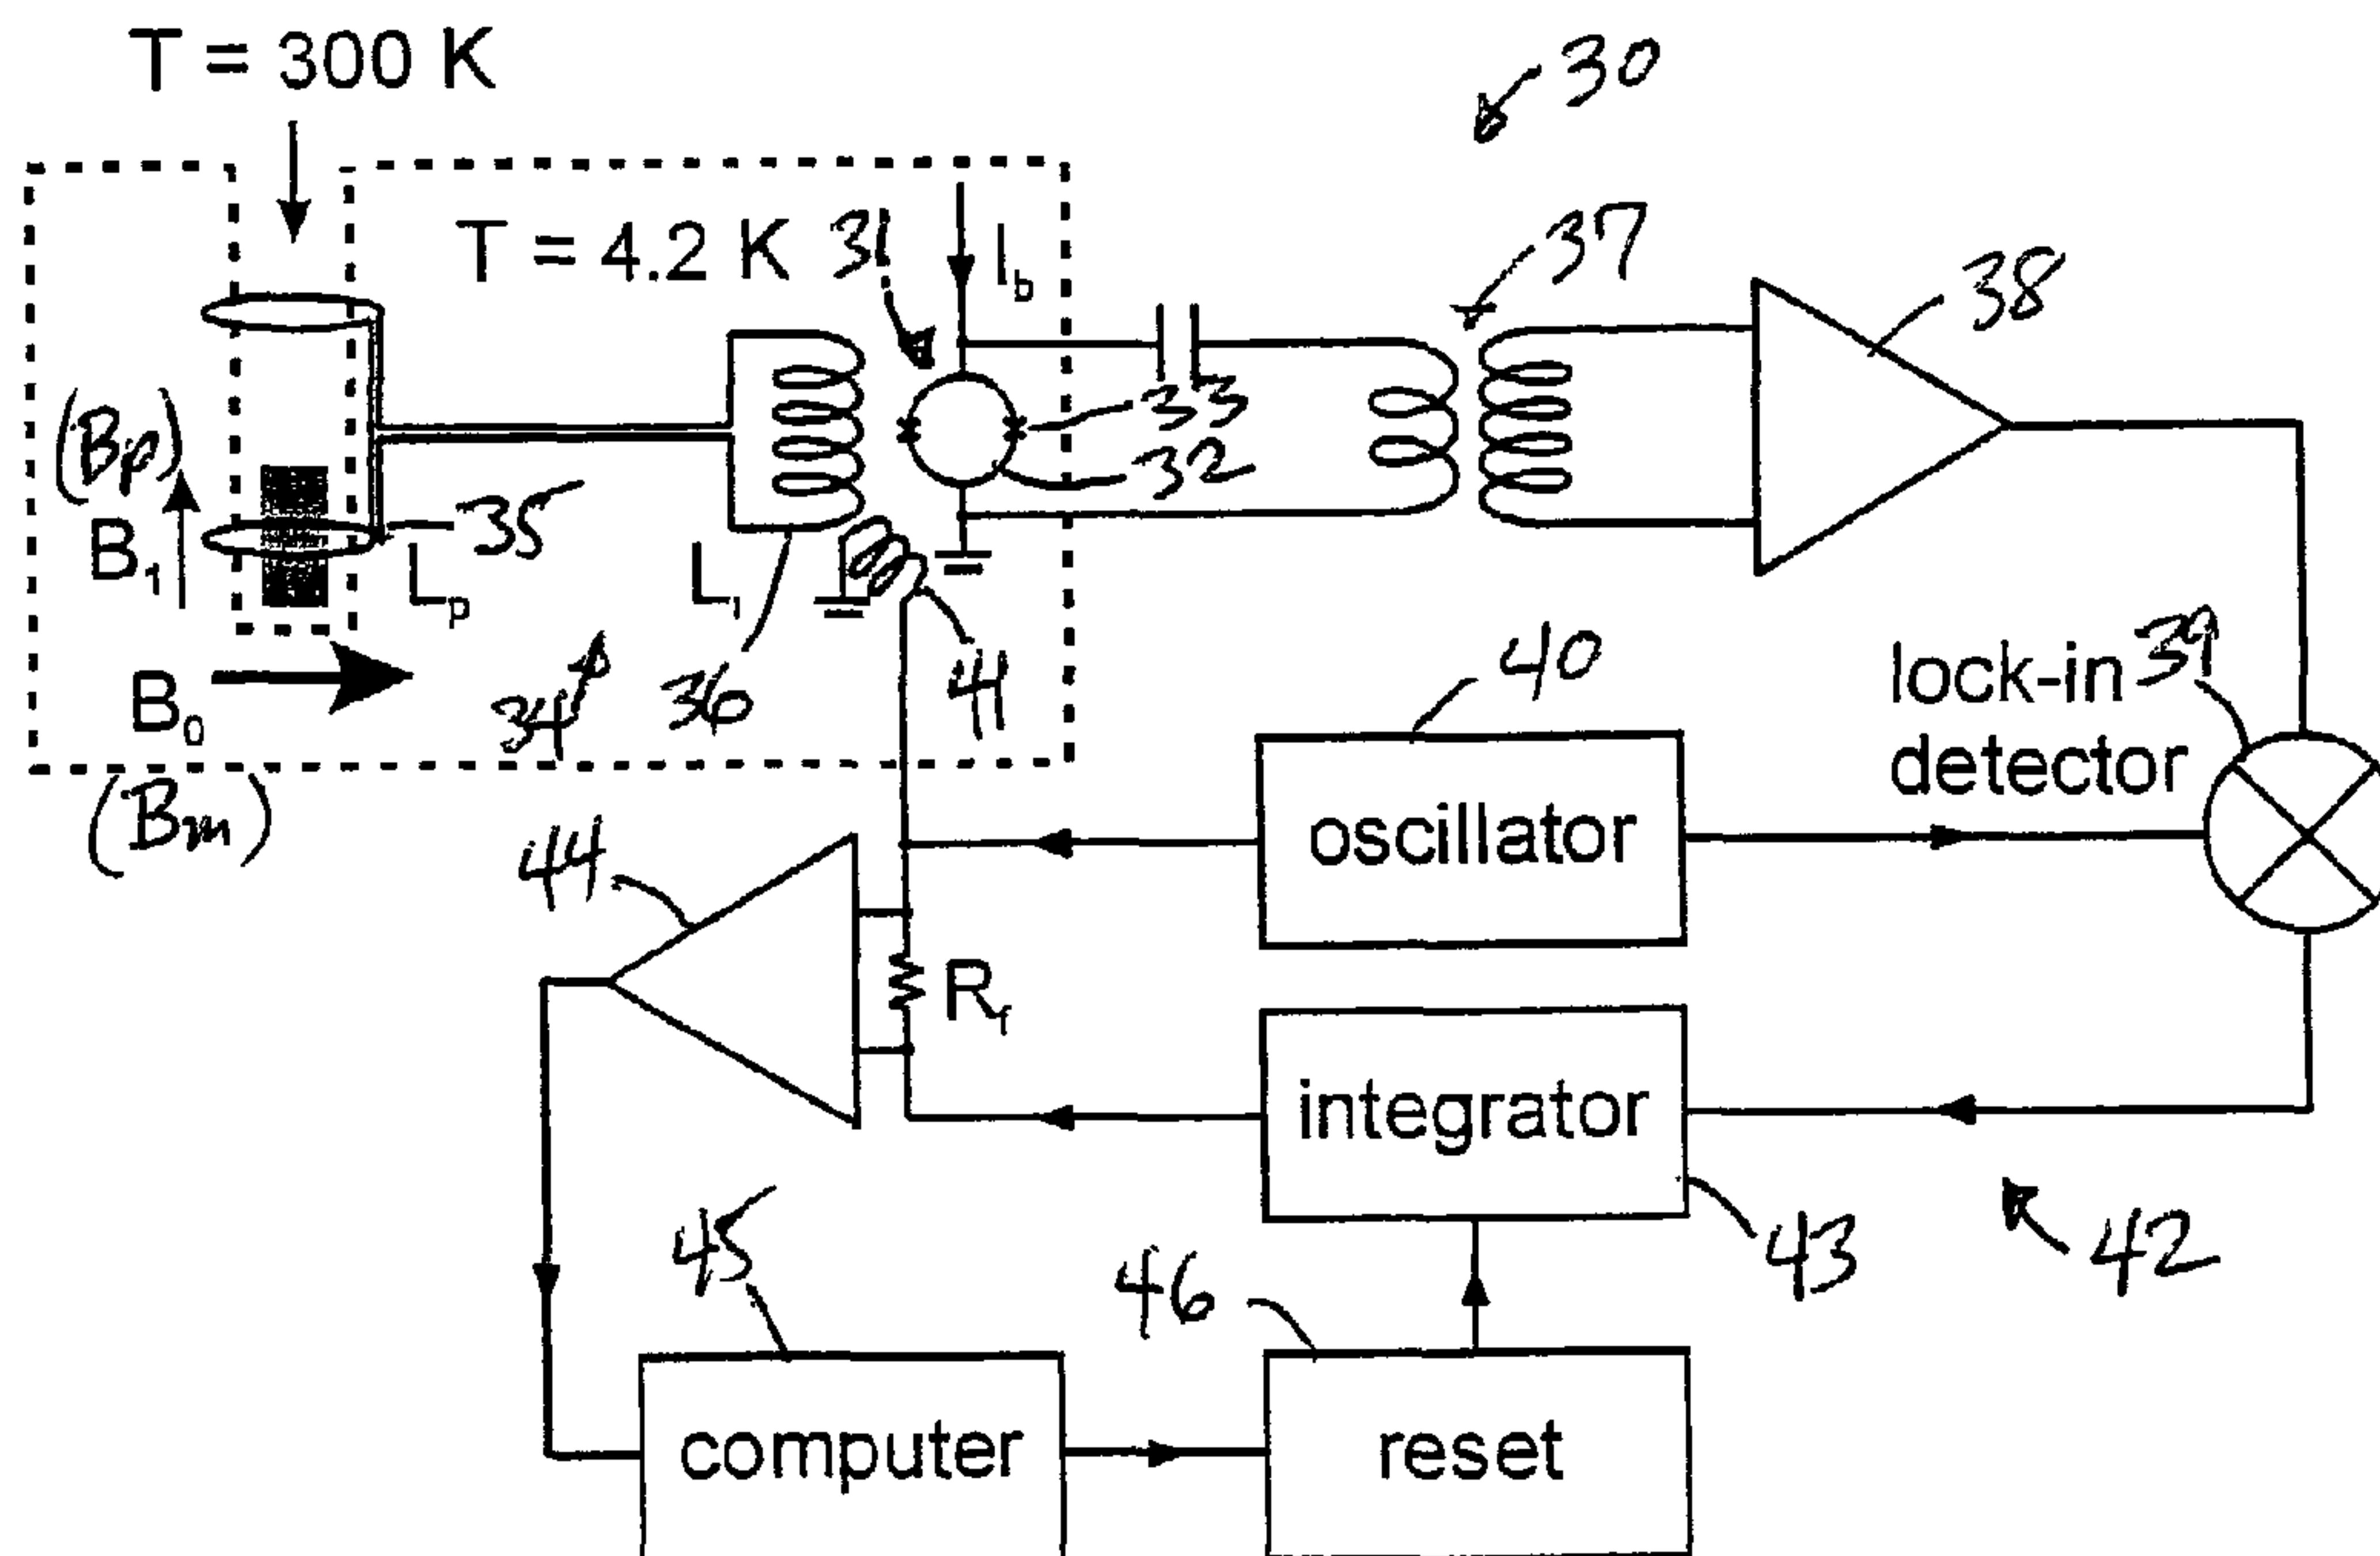 T = 300 K
30
T = 4.2 K
31
I_b
37
38
33
32
(Bp)
B_1
35
L_p
L_i
B_0
34
36
41
40
lock-in 39
detector
(Bm)
44
oscillator
R_f
integrator
43
42
45
46
computer
reset